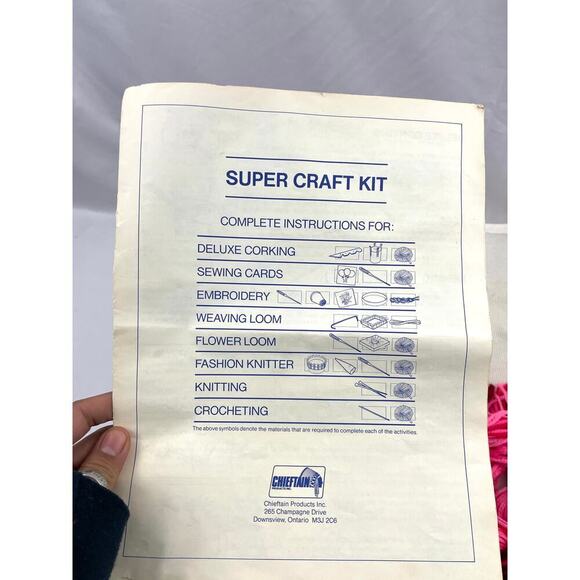 SUPER CRAFT KIT
COMPLETE INSTRUCTIONS FOR:
DELUXE CORKING
SEWING CARDS
EMBROIDERY
WEAVING LOOM
FLOWER LOOM
FASHION KNITTER
KNITTING
CROCHETING
The above symbols denote the materials that are required to complete each of the activities.
CHIEFTAIN
PRODUCTS INC.
Chieftain Products Inc.
265 Champagne Drive
Downsview, Ontario M3J 2C6